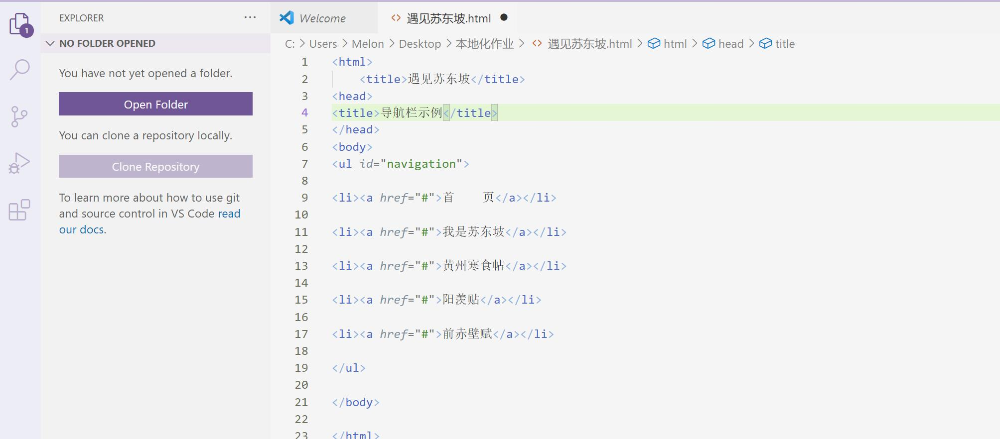 EXPLORER
···
NO FOLDER OPENED
You have not yet opened a folder.
Open Folder
You can clone a repository locally.
Clone Repository
To learn more about how to use git
and source control in VS Code read
our docs.
1
Welcome
<> 遇见苏东坡.html ●
C: > Users > Melon > Desktop > 本地化作业 > <> 遇见苏东坡.html > html > head > title
1 <html>
2     <title>遇见苏东坡</title>
3 <head>
4 <title>导航栏示例</title>
5 </head>
6 <body>
7 <ul id="navigation">
8
9 <li><a href="#">首    页</a></li>
10
11 <li><a href="#">我是苏东坡</a></li>
12
13 <li><a href="#">黄州寒食帖</a></li>
14
15 <li><a href="#">阳羡贴</a></li>
16
17 <li><a href="#">前赤壁赋</a></li>
18
19 </ul>
20
21 </body>
22
23 </html>